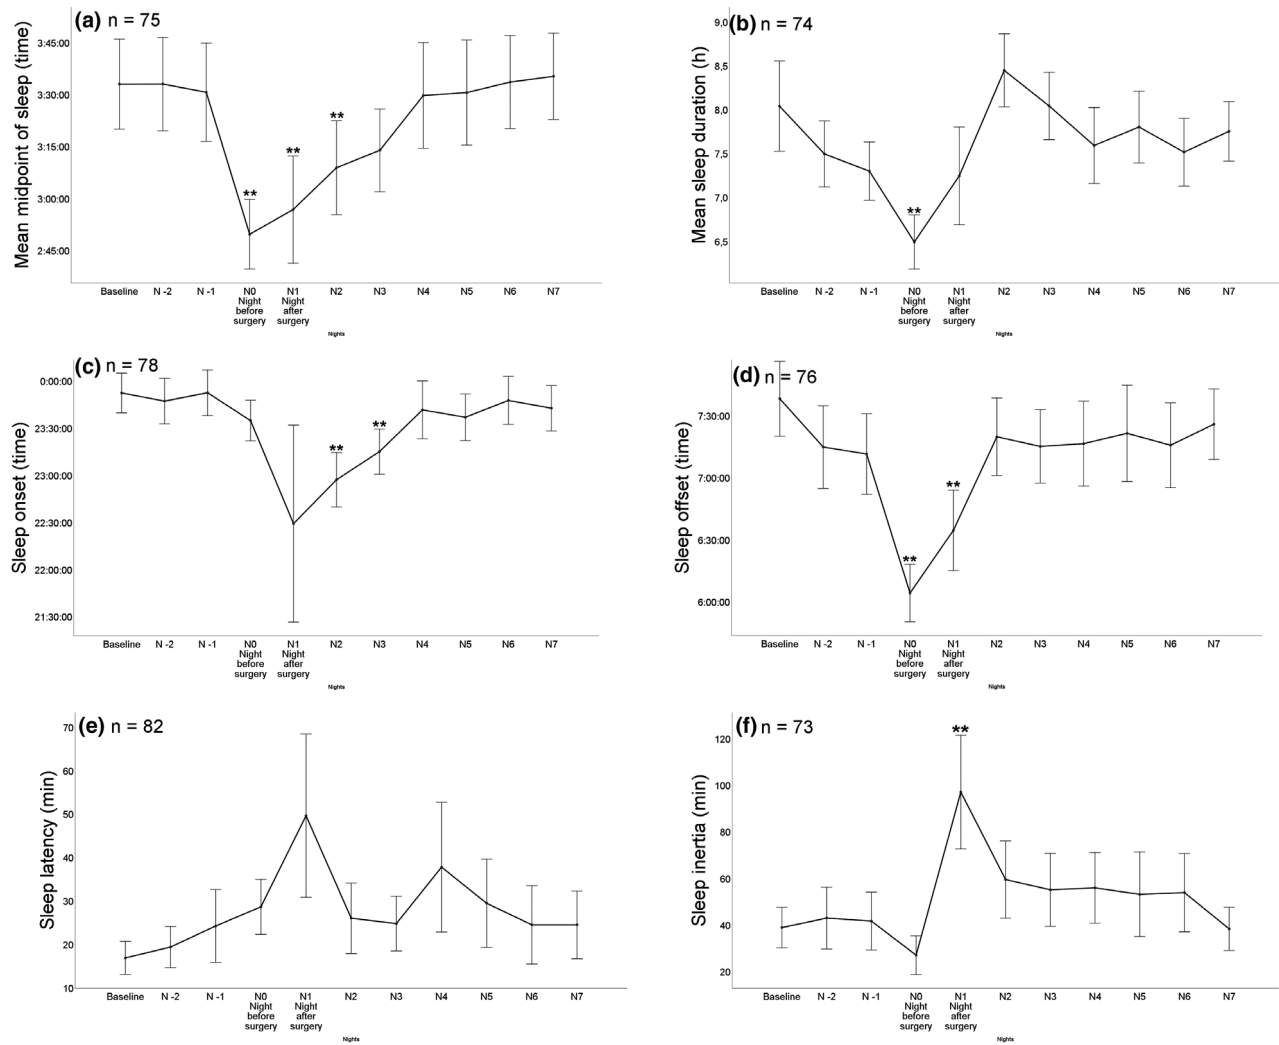 (a) n = 75
Mean midpoint of sleep (time)
3:45:00
3:30:00
3:15:00
3:00:00
2:45:00
**
**
**
Baseline N -2 N -1 N0 N1 N2 N3 N4 N5 N6 N7
Night Night
before after
surgery surgery
Nights
(b) n = 74
Mean sleep duration (h)
9,0
8,5
8,0
7,5
7,0
6,5
**
Baseline N -2 N -1 N0 N1 N2 N3 N4 N5 N6 N7
Night Night
before after
surgery surgery
Nights
(c) n = 78
Sleep onset (time)
0:00:00
23:30:00
23:00:00
22:30:00
22:00:00
21:30:00
**
**
Baseline N -2 N -1 N0 N1 N2 N3 N4 N5 N6 N7
Night Night
before after
surgery surgery
Nights
(d) n = 76
Sleep offset (time)
7:30:00
7:00:00
6:30:00
6:00:00
**
**
Baseline N -2 N -1 N0 N1 N2 N3 N4 N5 N6 N7
Night Night
before after
surgery surgery
Nights
(e) n = 82
Sleep latency (min)
70
60
50
40
30
20
10
Baseline N -2 N -1 N0 N1 N2 N3 N4 N5 N6 N7
Night Night
before after
surgery surgery
Nights
(f) n = 73
Sleep inertia (min)
120
100
80
60
40
20
**
Baseline N -2 N -1 N0 N1 N2 N3 N4 N5 N6 N7
Night Night
before after
surgery surgery
Nights